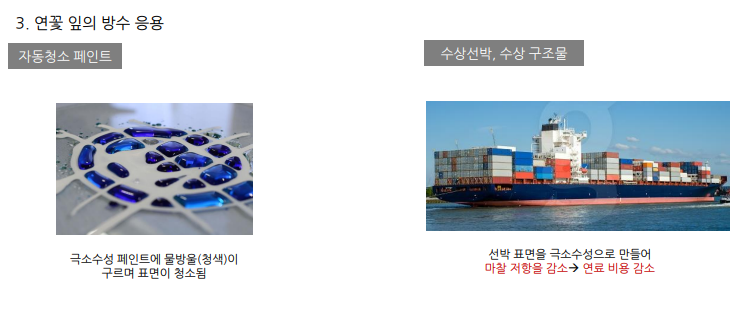 3. 연꽃 잎의 방수 응용
자동청소 페인트
수상선박, 수상 구조물
극소수성 페인트에 물방울(청색)이
구르며 표면이 청소됨
선박 표면을 극소수성으로 만들어
마찰 저항을 감소→ 연료 비용 감소